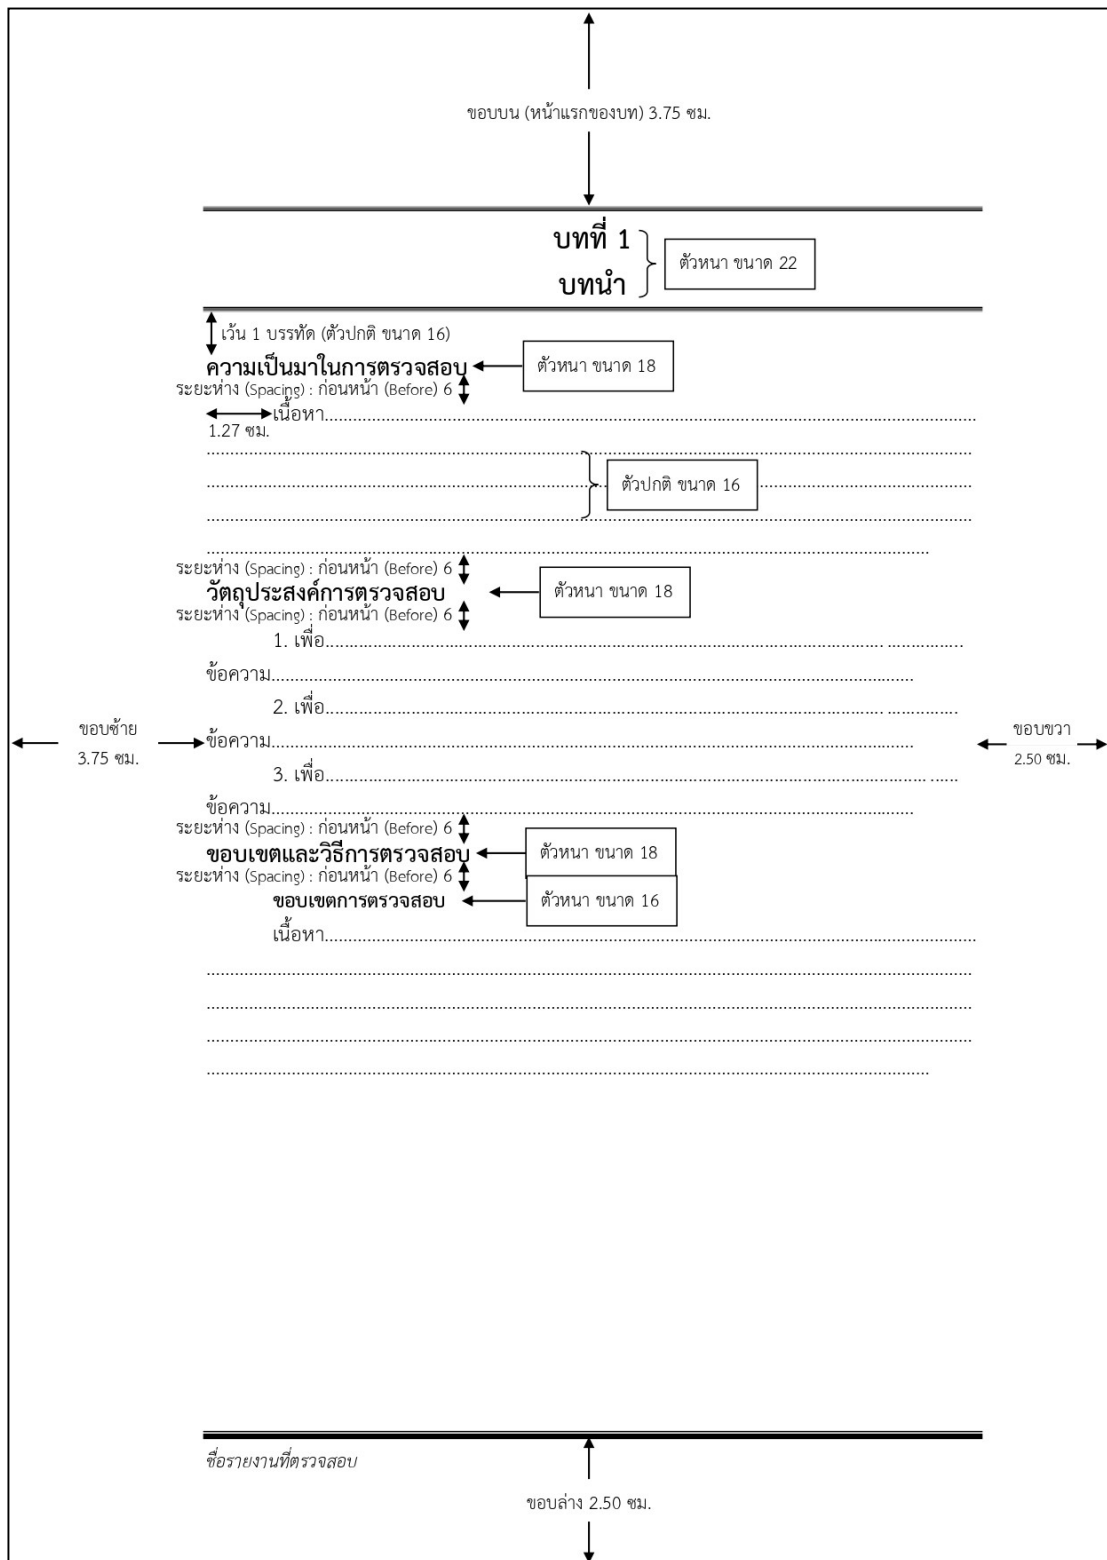 ขอบบน (หน้าแรกของบท) 3.75 ซม.
บทที่ 1
ตัวหนา ขนาด 22
บทนำ
เว้น 1 บรรทัด (ตัวปกติ ขนาด 16)
ความเป็นมาในการตรวจสอบ ตัวหนา ขนาด 18
ระยะห่าง (Spacing) : ก่อนหน้า (Before) 6
เนื้อหา................................................................................
1.27 ซม.
................................................................................
ตัวปกติ ขนาด 16
................................................................................
................................................................................
ระยะห่าง (Spacing) : ก่อนหน้า (Before) 6
วัตถุประสงค์การตรวจสอบ ตัวหนา ขนาด 18
ระยะห่าง (Spacing) : ก่อนหน้า (Before) 6
1. เพื่อ................................................................................
ข้อความ................................................................................
2. เพื่อ................................................................................
ขอบซ้าย
3.75 ซม.
ข้อความ................................................................................
ขอบขวา
2.50 ซม.
3. เพื่อ................................................................................
ข้อความ................................................................................
ระยะห่าง (Spacing) : ก่อนหน้า (Before) 6
ขอบเขตและวิธีการตรวจสอบ ตัวหนา ขนาด 18
ระยะห่าง (Spacing) : ก่อนหน้า (Before) 6
ขอบเขตการตรวจสอบ ตัวหนา ขนาด 16
เนื้อหา................................................................................
................................................................................
................................................................................
................................................................................
................................................................................
ชื่อรายงานที่ตรวจสอบ
ขอบล่าง 2.50 ซม.